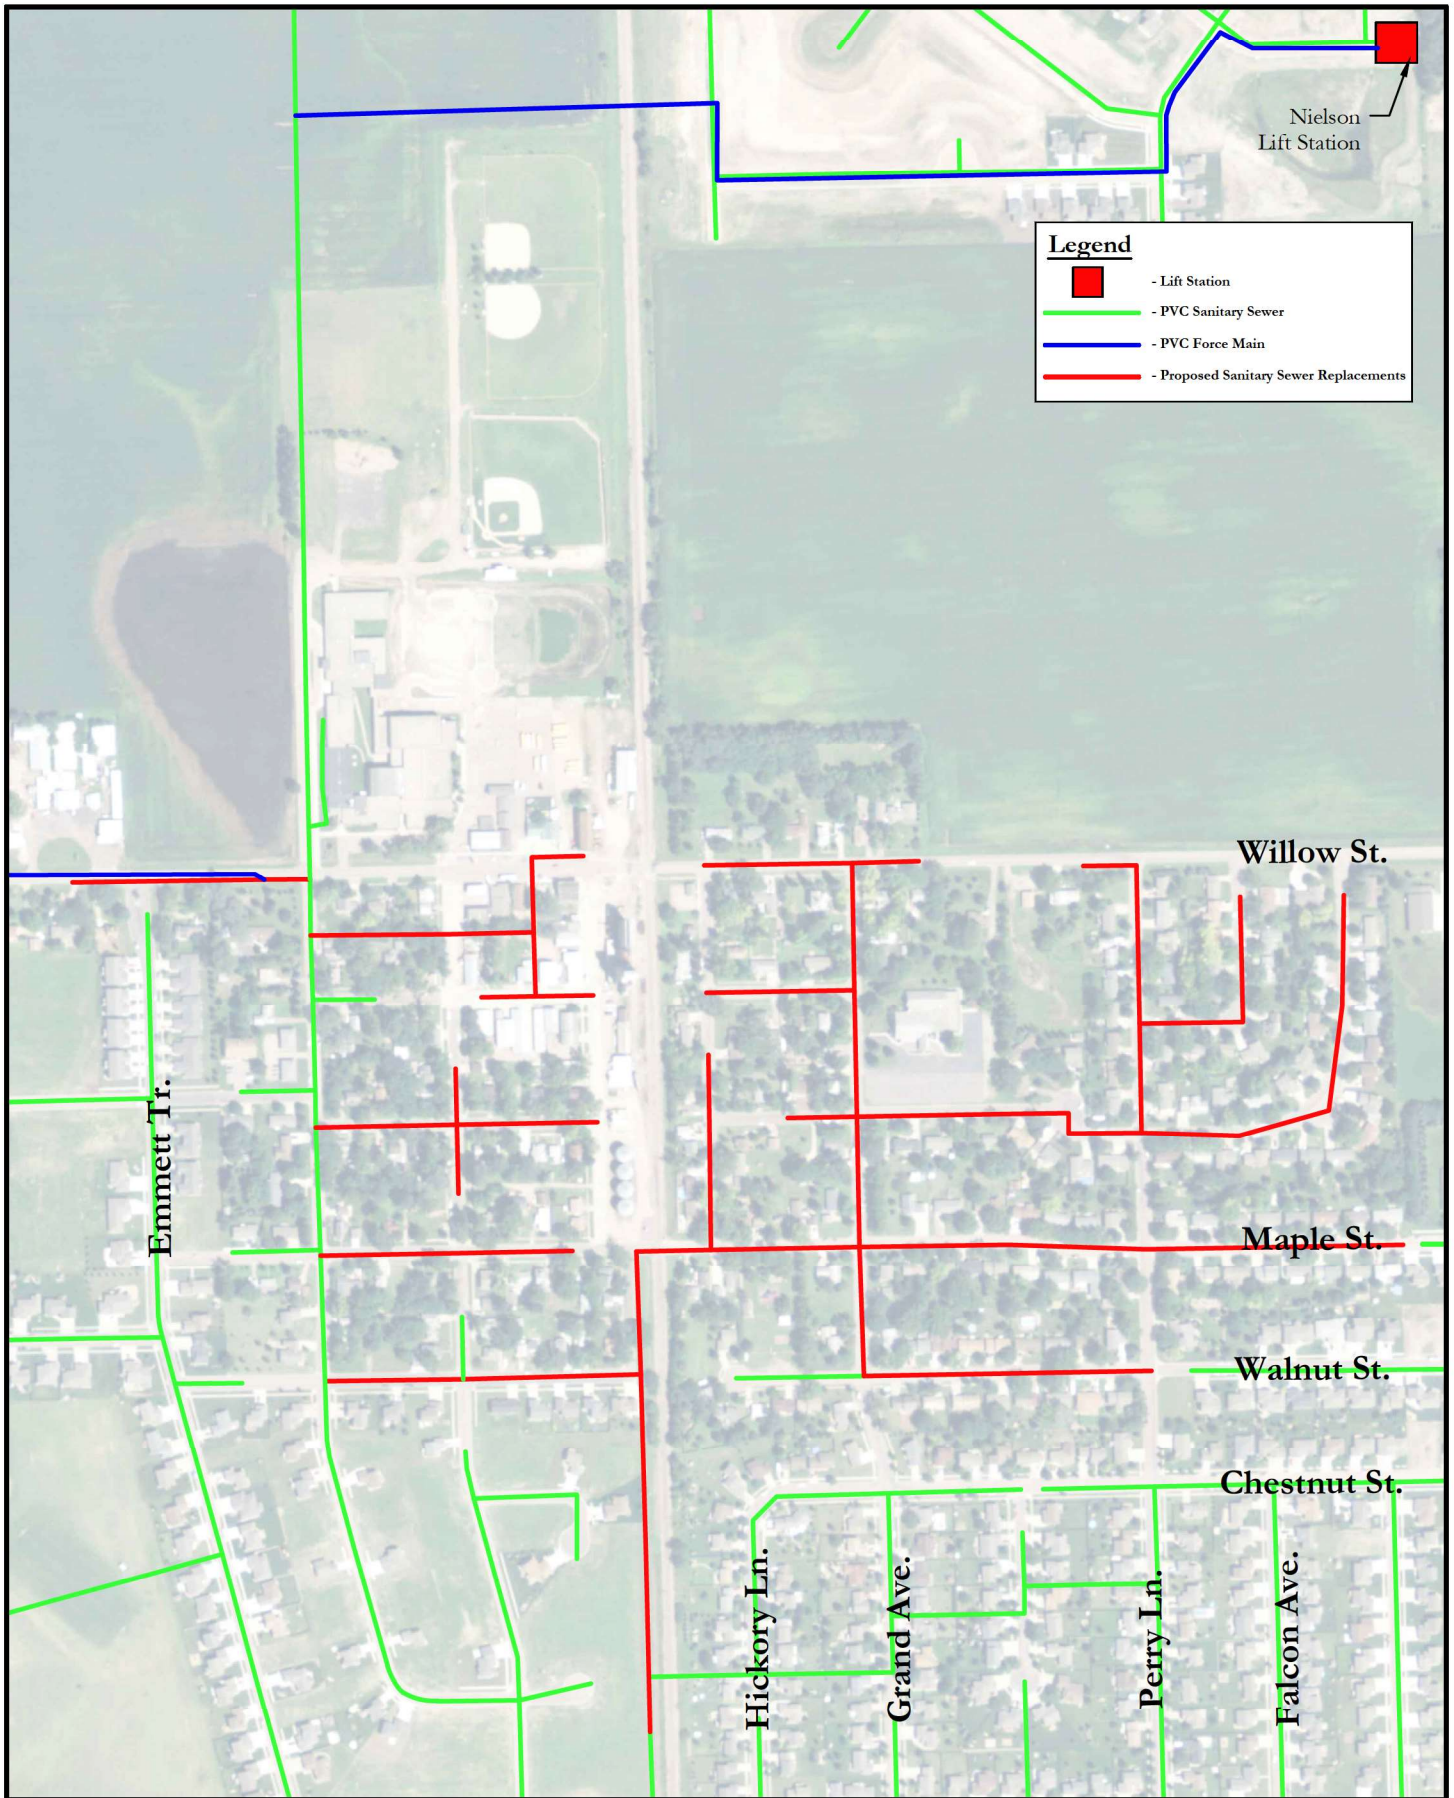 Nielson
Lift Station
Legend
- Lift Station
- PVC Sanitary Sewer
- PVC Force Main
- Proposed Sanitary Sewer Replacements
Willow St.
Emmett Tr.
Maple St.
Walnut St.
Chestnut St.
Hickory Ln.
Grand Ave.
Perry Ln.
Falcon Ave.